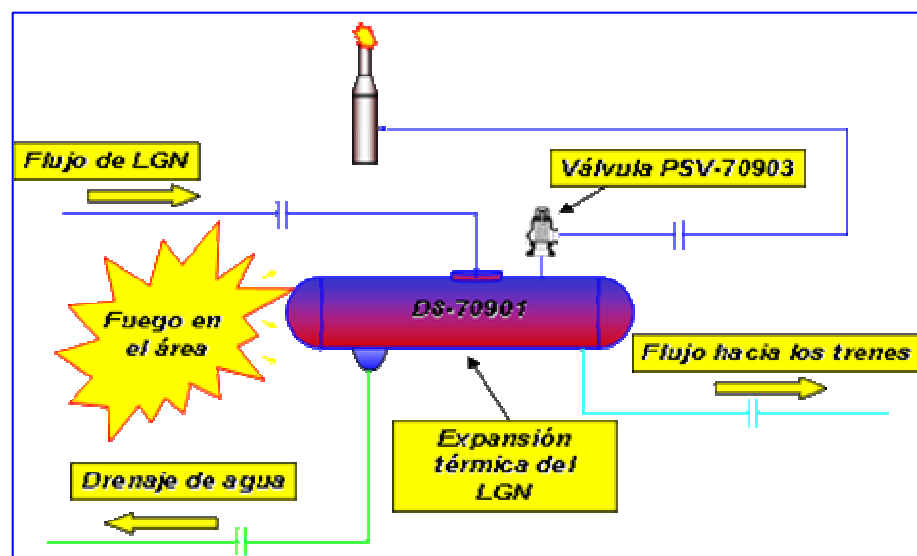 Flujo de LGN
Válvula PSV-70903
Fuego en
el área
DS-70901
Flujo hacia los trenes
Expansión
térmica del
LGN
Drenaje de agua